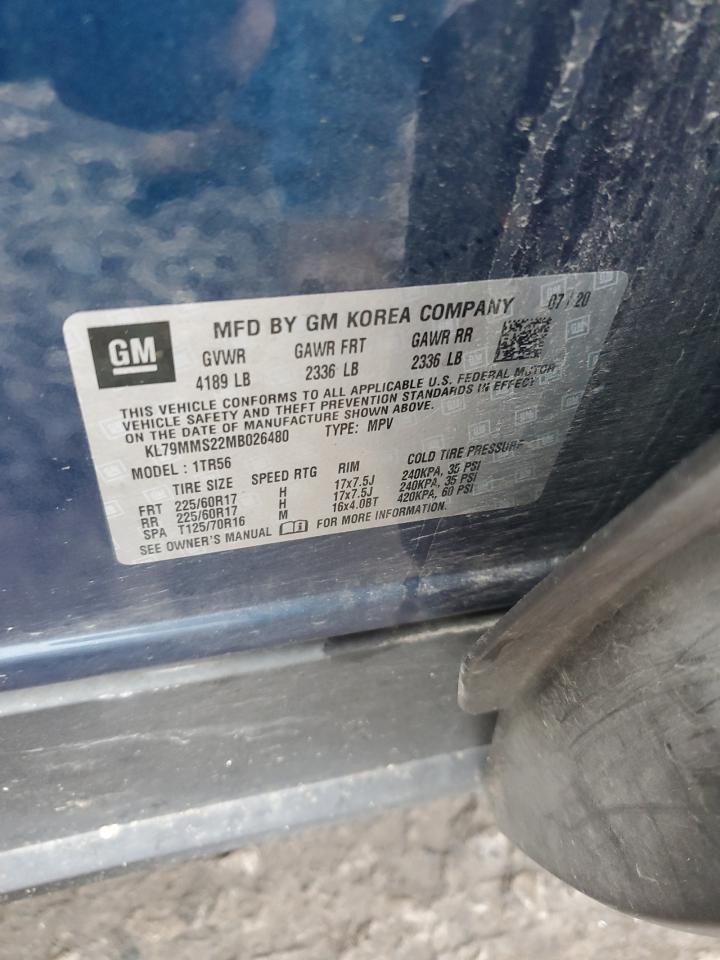 GM
MFD BY GM KOREA COMPANY 07 / 20
GVWR GAWR FRT GAWR RR
4189 LB 2336 LB 2336 LB
THIS VEHICLE CONFORMS TO ALL APPLICABLE U.S. FEDERAL MOTOR
VEHICLE SAFETY AND THEFT PREVENTION STANDARDS IN EFFECT
ON THE DATE OF MANUFACTURE SHOWN ABOVE.
KL79MMS22MB026480 TYPE: MPV
MODEL : 1TR56
TIRE SIZE SPEED RTG RIM COLD TIRE PRESSURE
FRT 225/60R17 H 17x7.5J 240KPA, 35 PSI
RR 225/60R17 H 17x7.5J 240KPA, 35 PSI
SPA T125/70R16 M 16x4.0BT 420KPA, 60 PSI
SEE OWNER'S MANUAL FOR MORE INFORMATION.